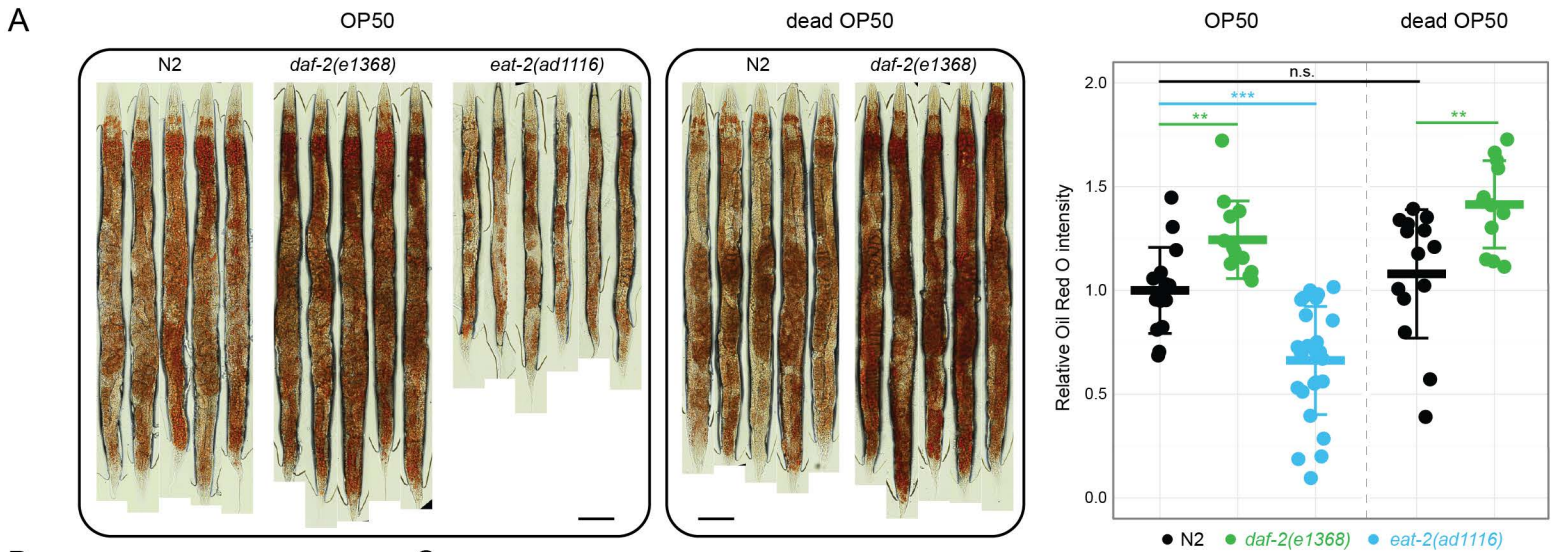 A
OP50
dead OP50
N2
daf-2(e1368)
eat-2(ad1116)
N2
daf-2(e1368)
OP50
dead OP50
Relative Oil Red O intensity
2.0
1.5
1.0
0.5
0.0
n.s.
***
**
**
N2
daf-2(e1368)
eat-2(ad1116)